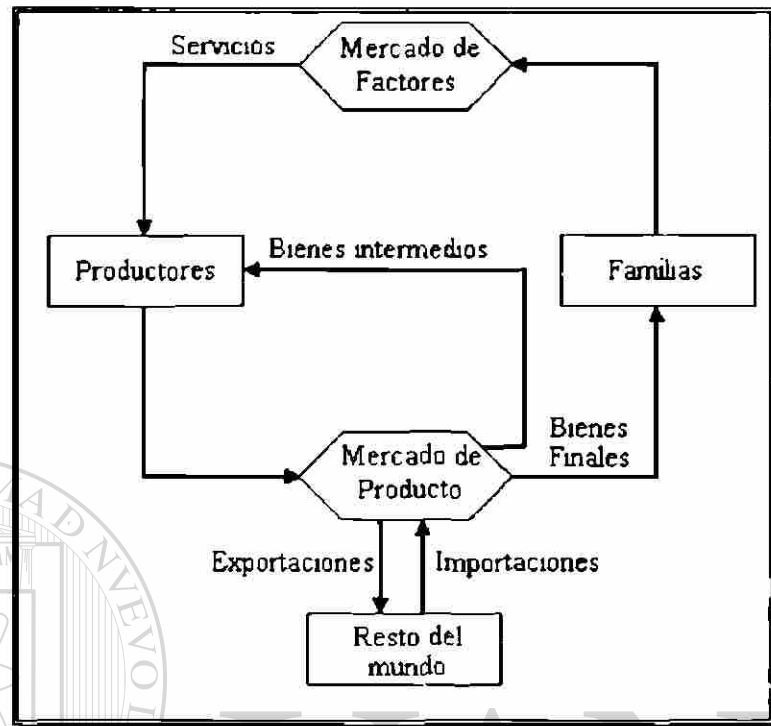 Servicios
Mercado de
Factores
Productores
Bienes intermedios
Familias
Mercado de
Producto
Bienes
Finales
Exportaciones
Importaciones
Resto del
mundo